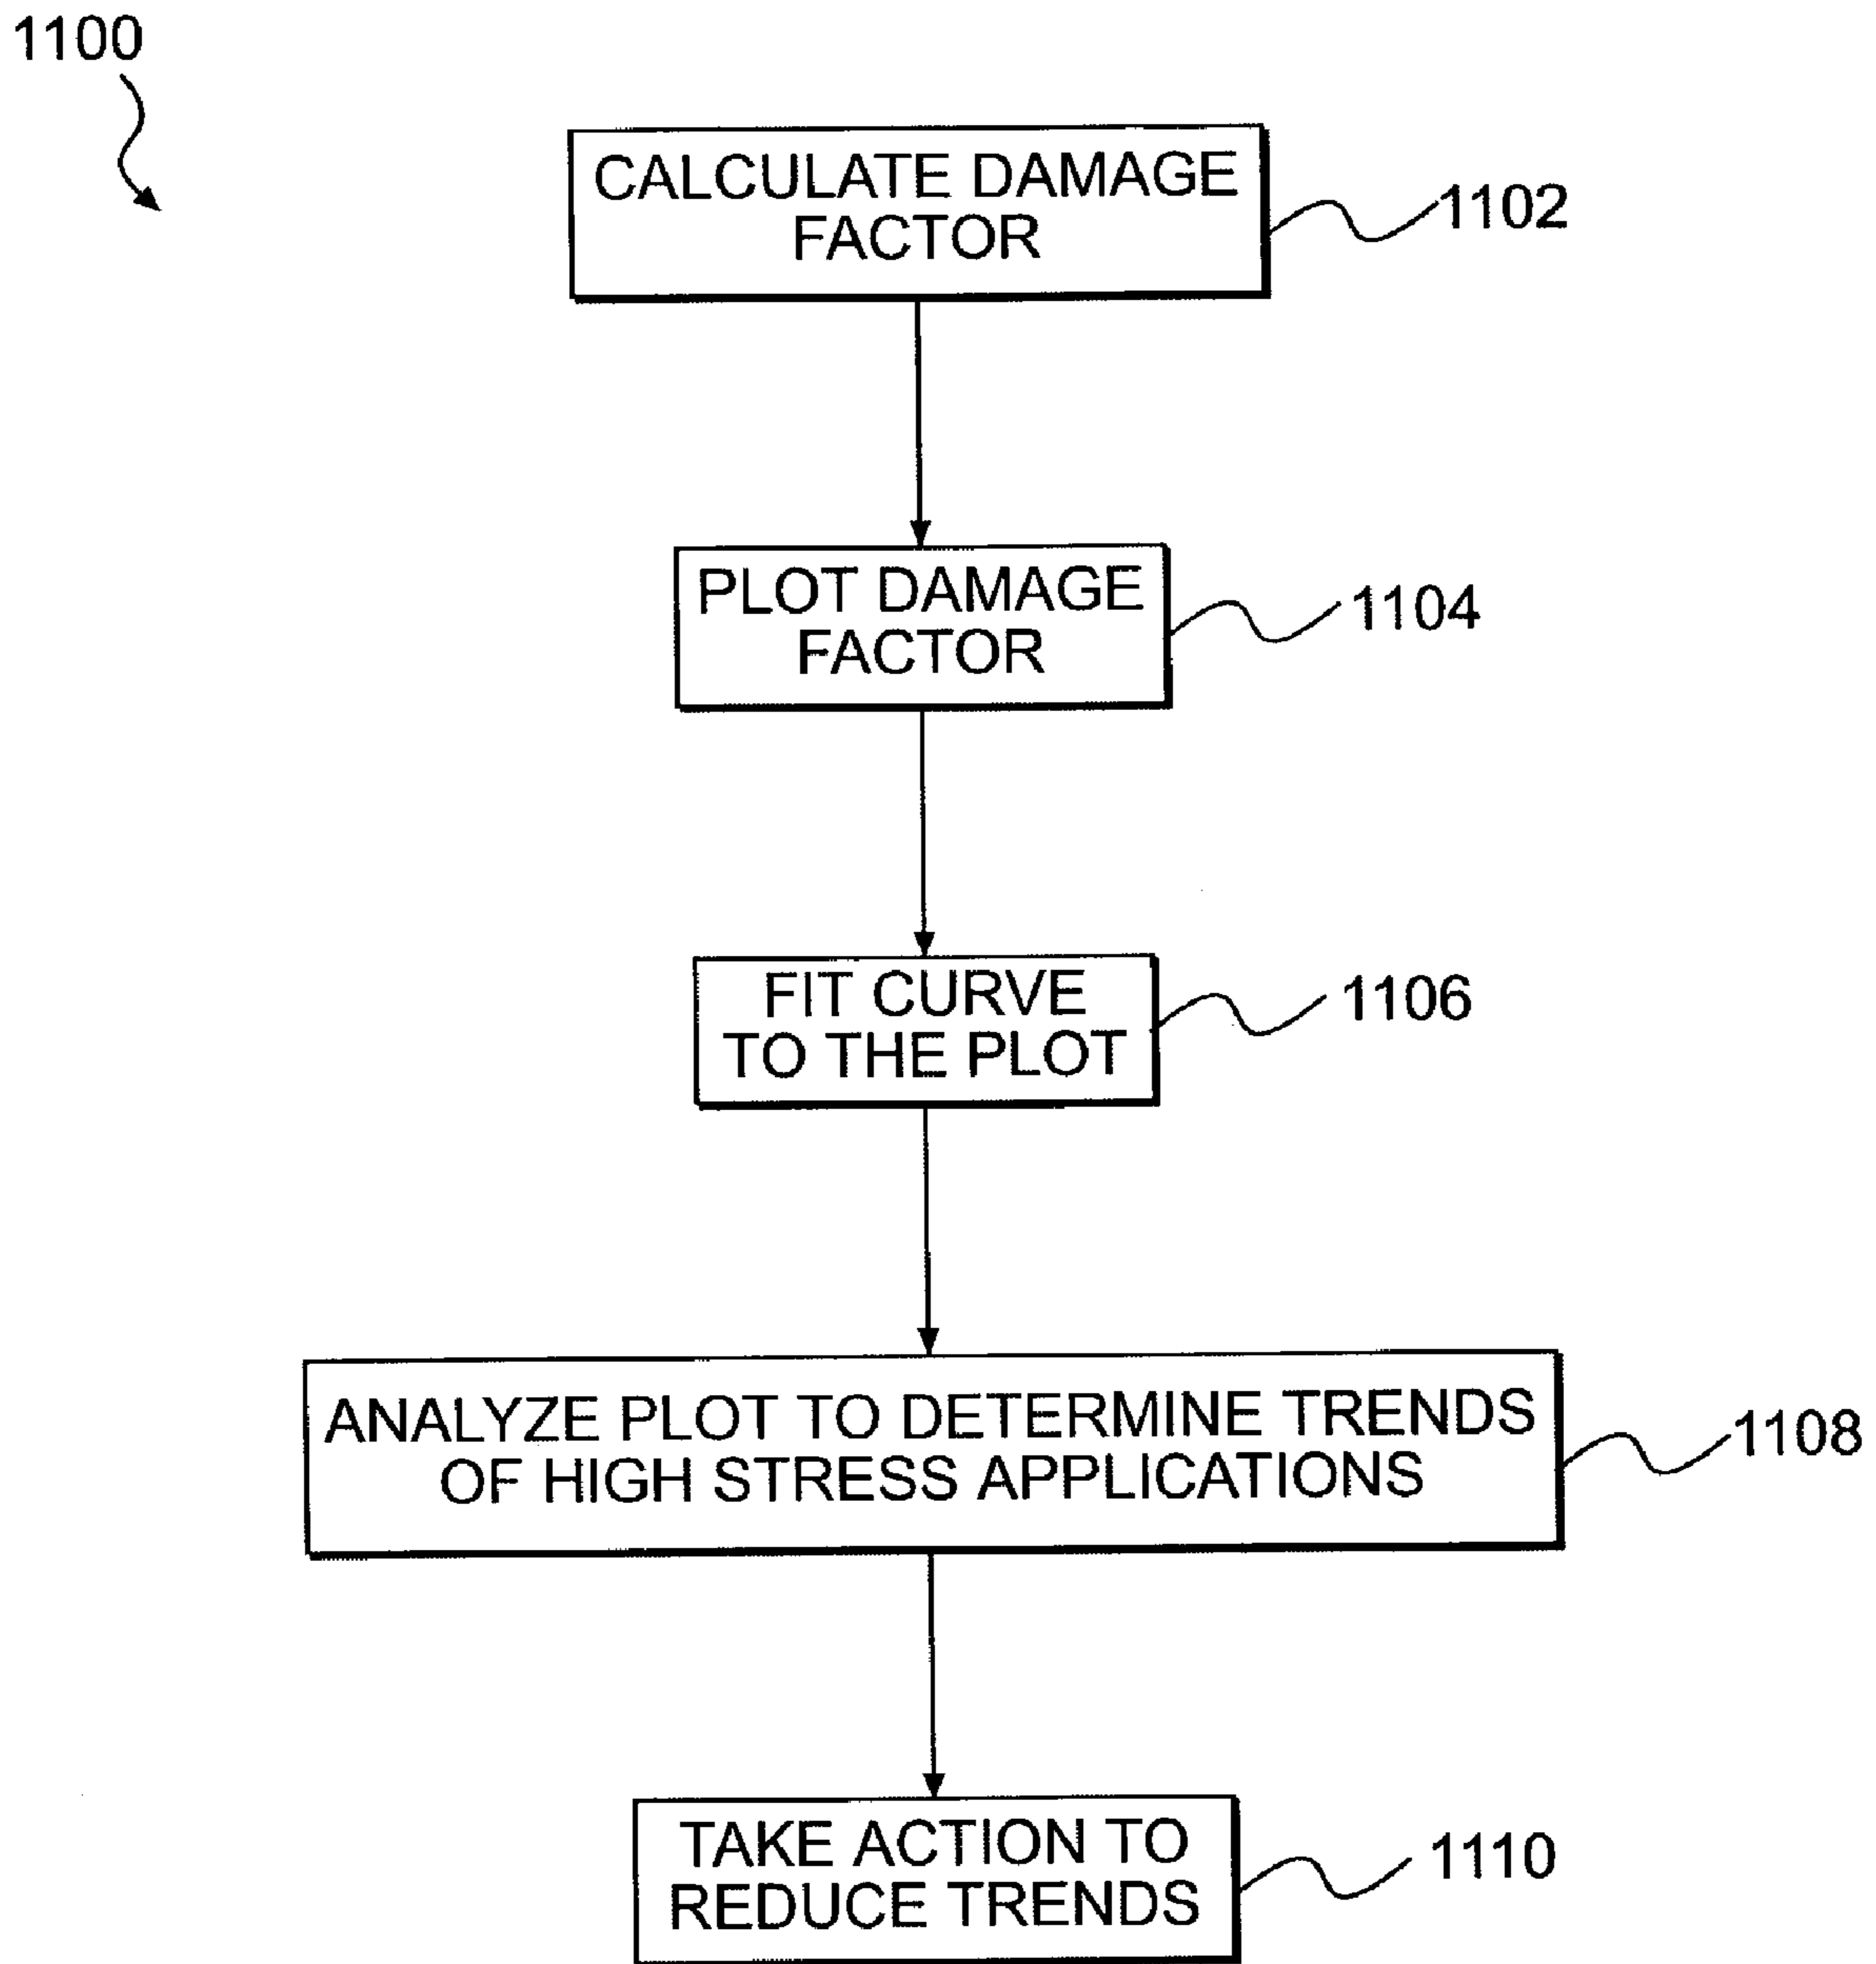 1100
CALCULATE DAMAGE
FACTOR
1102
PLOT DAMAGE
FACTOR
1104
FIT CURVE
TO THE PLOT
1106
ANALYZE PLOT TO DETERMINE TRENDS
OF HIGH STRESS APPLICATIONS
1108
TAKE ACTION TO
REDUCE TRENDS
1110